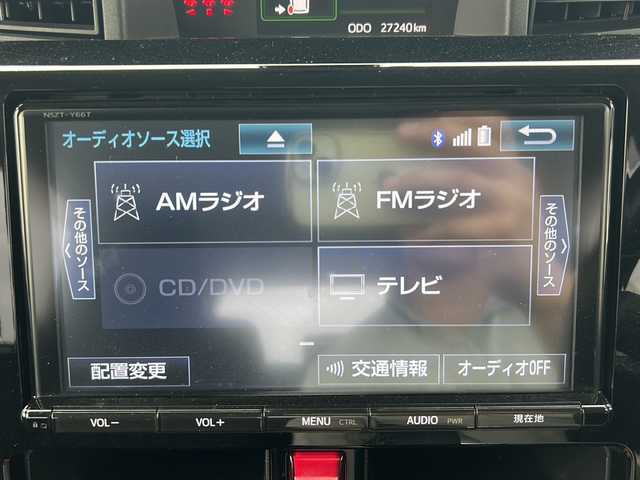 ODO 27240km
NSZT-Y66T
オーディオソース選択
AMラジオ
FMラジオ
その他のソース
その他のソース
CD/DVD
テレビ
配置変更
交通情報
オーディオOFF
VOL−
VOL+
MENU CTRL
AUDIO PWR
現在地